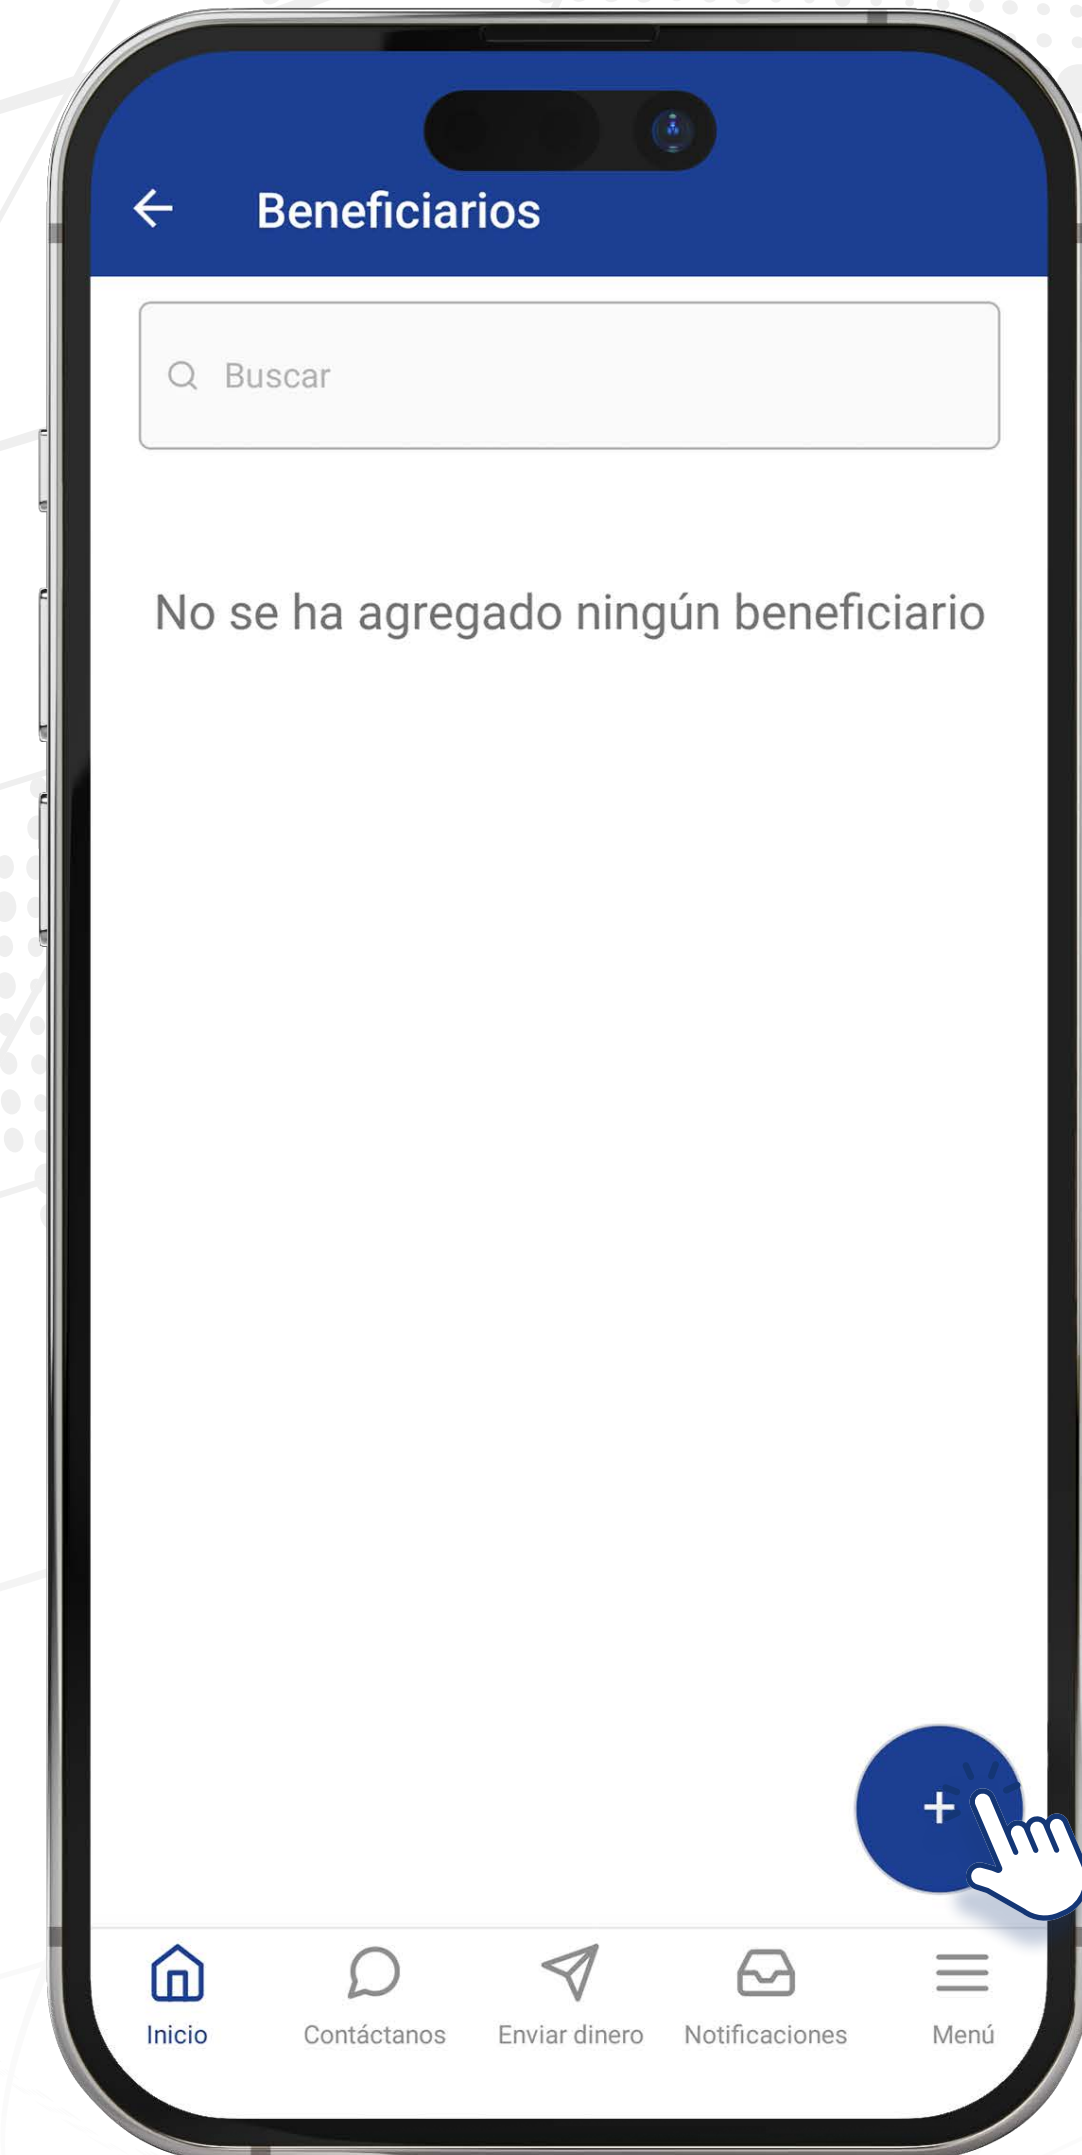 Beneficiarios
Buscar
No se ha agregado ningún beneficiario
+
Inicio
Contáctanos
Enviar dinero
Notificaciones
Menú